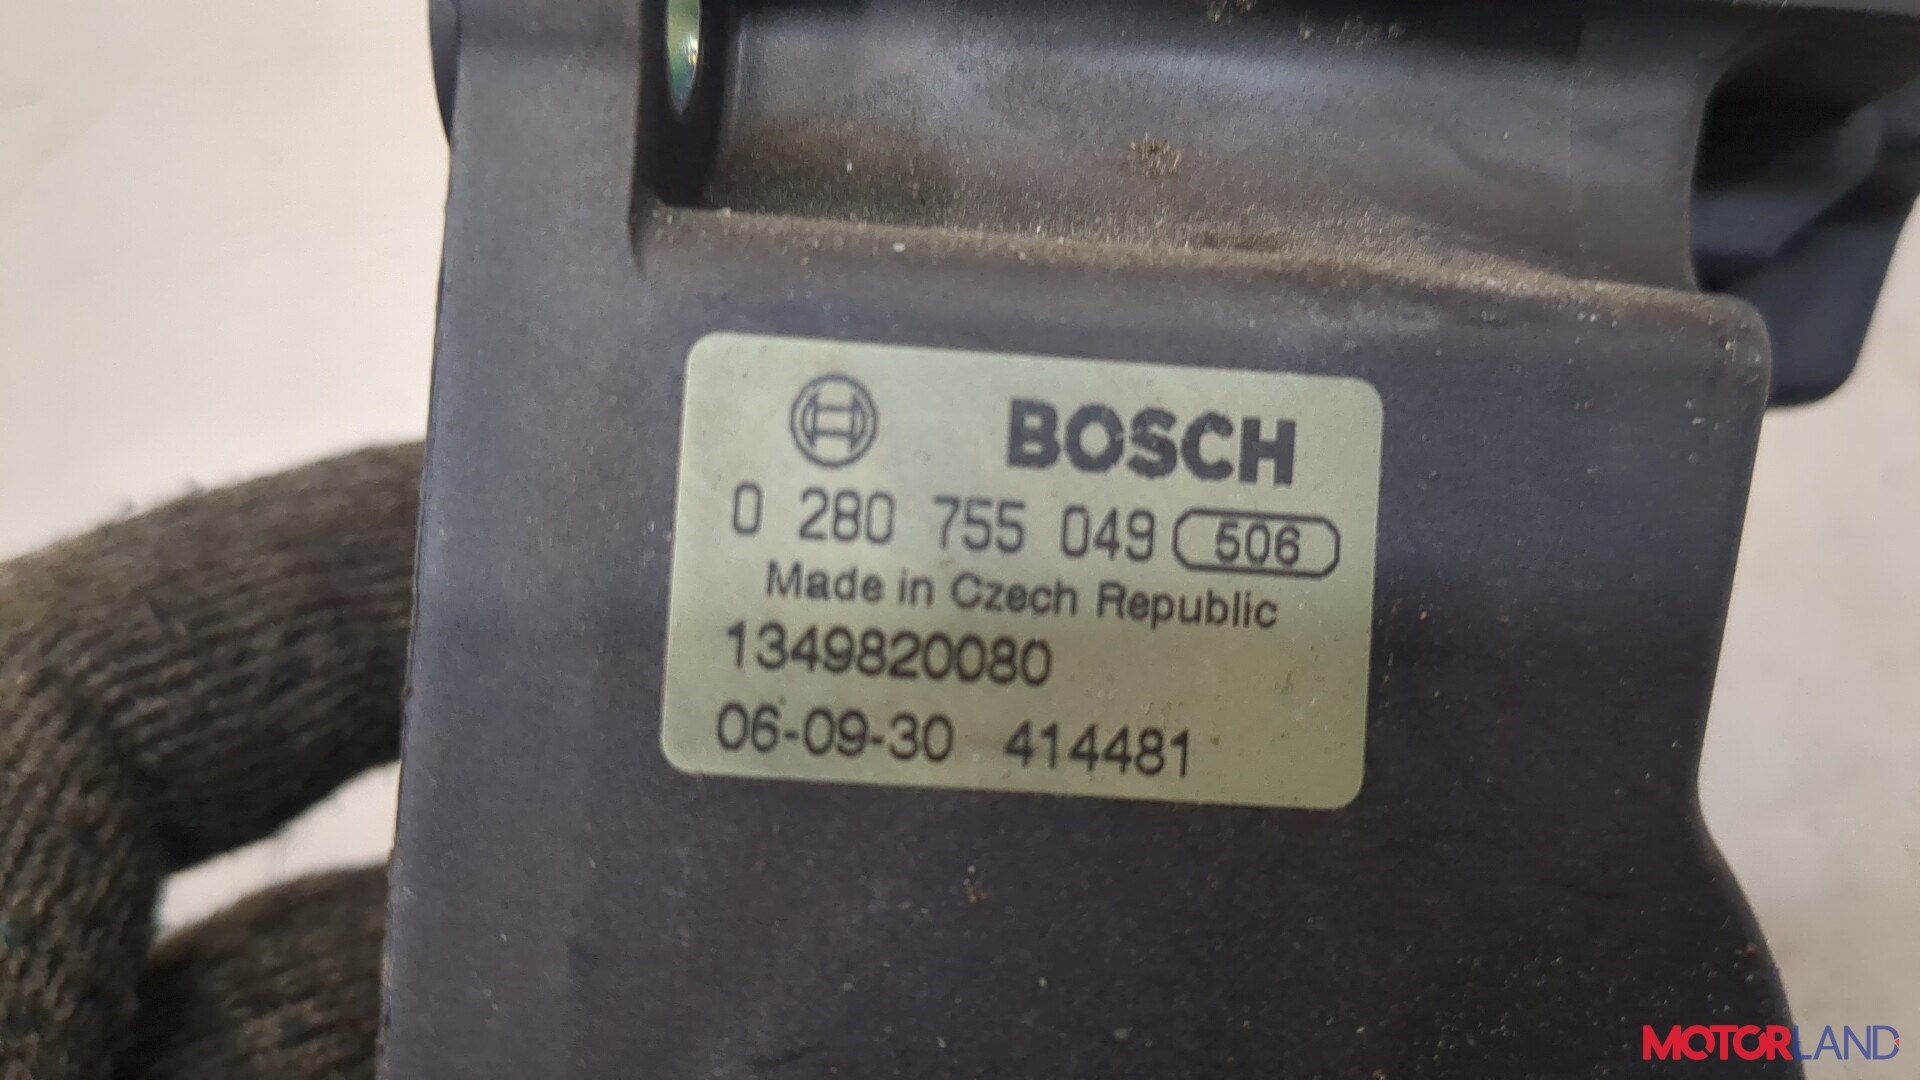 BOSCH
0 280 755 049 506
Made in Czech Republic
1349820080
06-09-30 414481
MOTORLAND